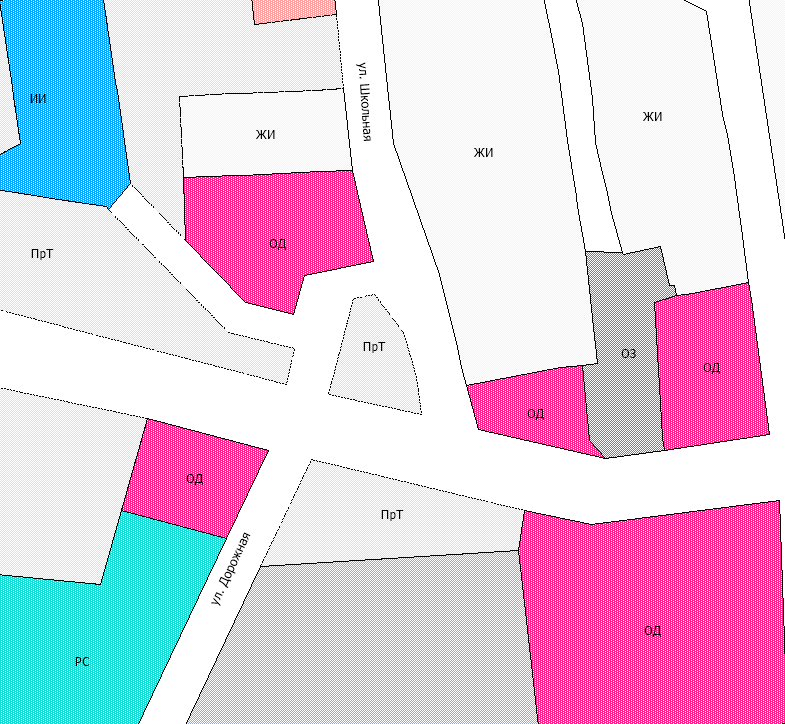 ул. Школьная
ИИ
ЖИ
ЖИ
ЖИ
ОД
ПрТ
ПрТ
ОЗ
ОД
ОД
ОД
ПрТ
ул. Дорожная
ОД
РС